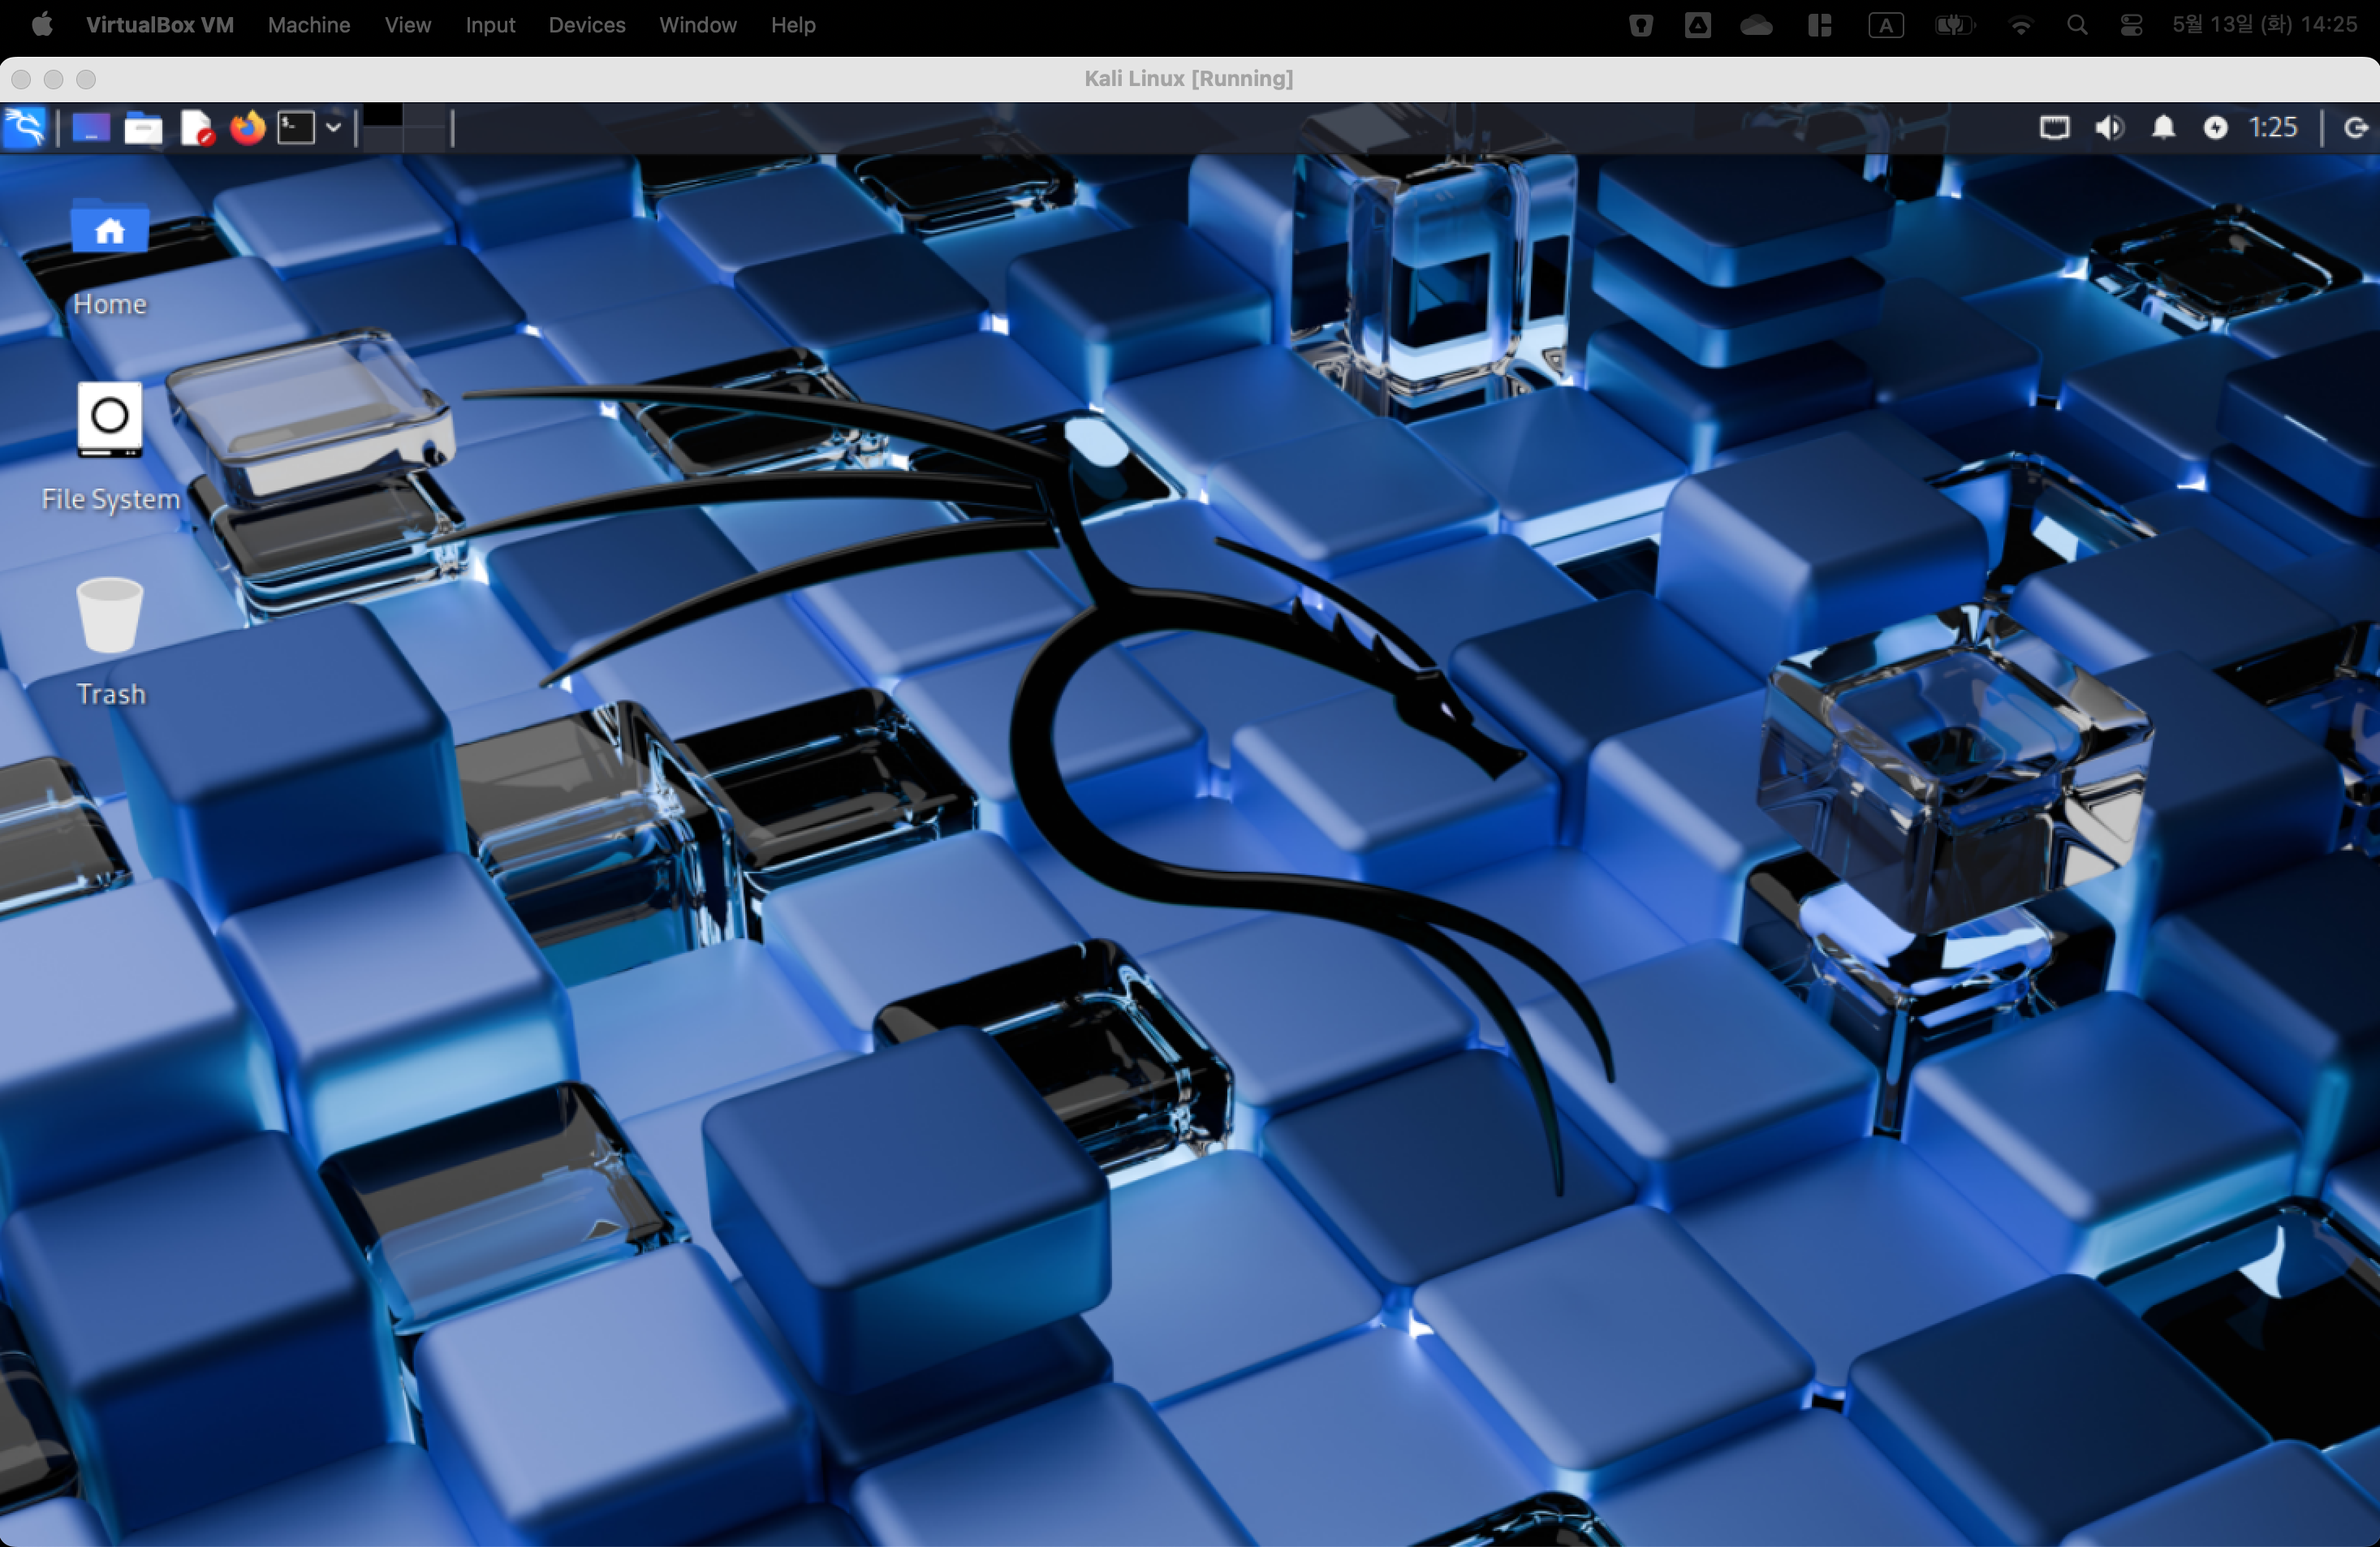 VirtualBox VM Machine View Input Devices Window Help A 5월 13일 (화) 14:25
Kali Linux [Running]
$_ 1:25
Home
File System
Trash